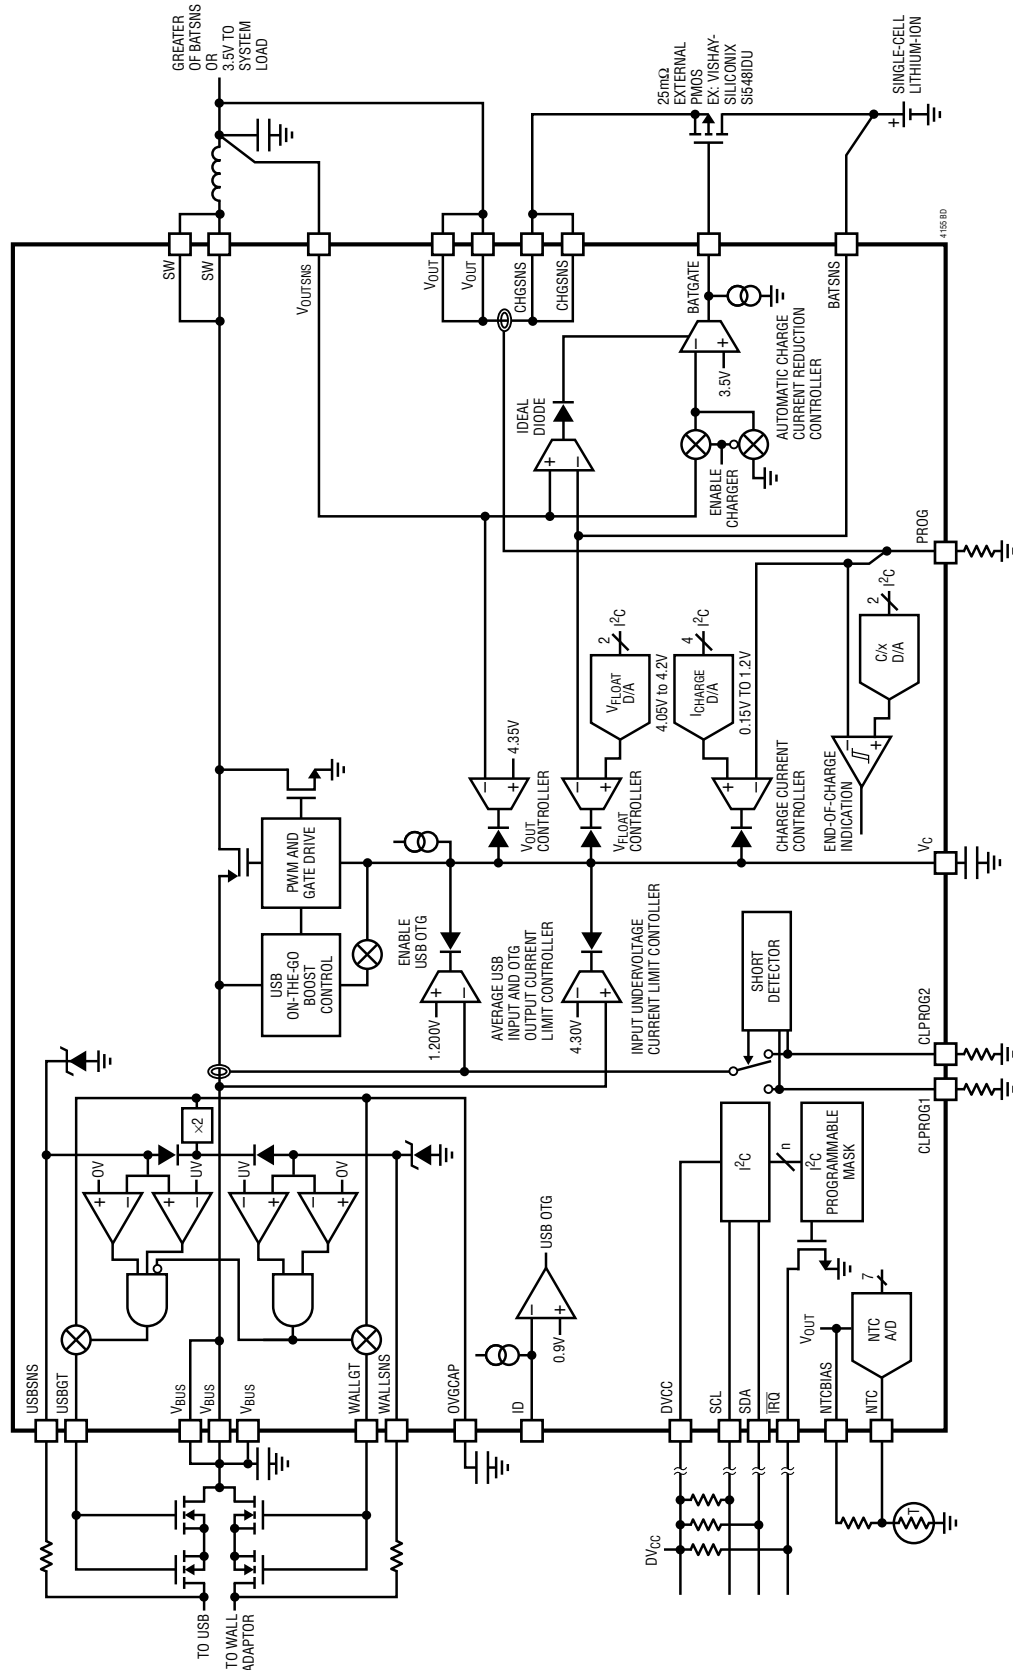 TO USB
TO WALL
ADAPTOR
USBSNS
USBGT
VBUS
VBUS
VBUS
WALLGT
WALLSNS
OVGCAP
ID
DVCC
SCL
SDA
IRQ
NTCBIAS
NTC
DVCC
T
OV
+
−
+
−
UV
UV
−
+
−
+
OV
×2
USB
ON-THE-GO
BOOST
CONTROL
PWM AND
GATE DRIVE
ENABLE
USB OTG
1.200V
+
−
AVERAGE USB
INPUT AND OTG
OUTPUT CURRENT
LIMIT CONTROLLER
4.30V
−
+
INPUT UNDERVOLTAGE
CURRENT LIMIT CONTOLLER
−
+
0.9V
USB OTG
I2C
n
I2C
PROGRAMMABLE
MASK
SHORT
DETECTOR
VOUT
NTC
A/D
7
CLPROG1
CLPROG2
VC
PROG
−
+
4.35V
VOUT
CONTROLLER
−
+
VFLOAT
CONTROLLER
VFLOAT
D/A
2
I2C
4.05V to 4.2V
ICHARGE
D/A
4
I2C
0.15V TO 1.2V
+
−
CHARGE CURRENT
CONTROLLER
END-OF-CHARGE
INDICATION
−
+
C/x
D/A
2
I2C
IDEAL
DIODE
+
−
ENABLE
CHARGER
−
+
3.5V
AUTOMATIC CHARGE
CURRENT REDUCTION
CONTROLLER
SW
SW
VOUTSNS
VOUT
VOUT
CHGSNS
CHGSNS
BATGATE
BATSNS
GREATER
OF BATSNS
OR
3.5V TO
SYSTEM
LOAD
25mΩ
EXTERNAL
PMOS
EX: VISHAY-
SILICONIX
Si5481DU
+
SINGLE-CELL
LITHIUM-ION
4155 BD